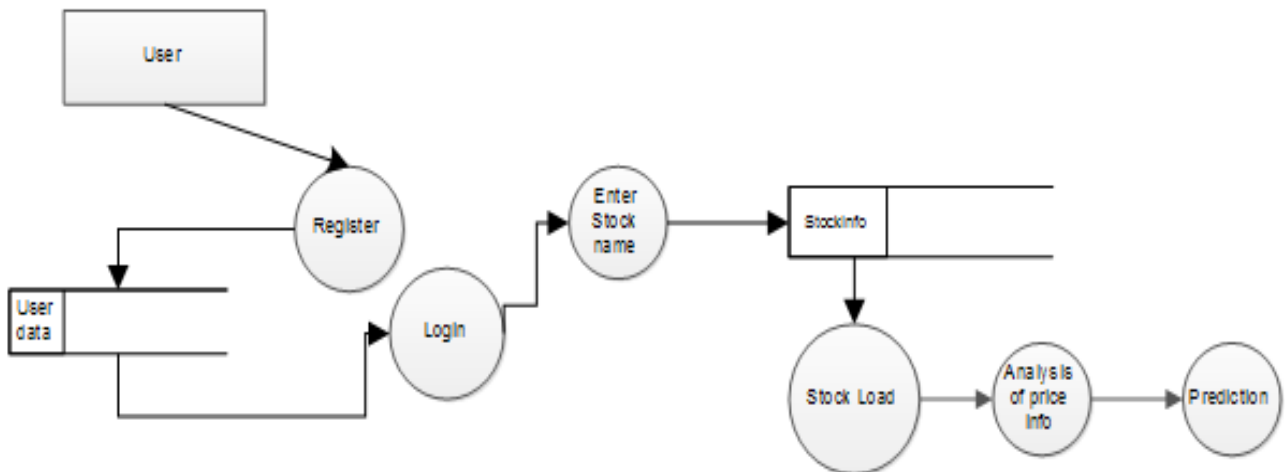 User
Register
User
data
Login
Enter
Stock
name
StockInfo
Stock Load
Analysis
of price
info
Prediction